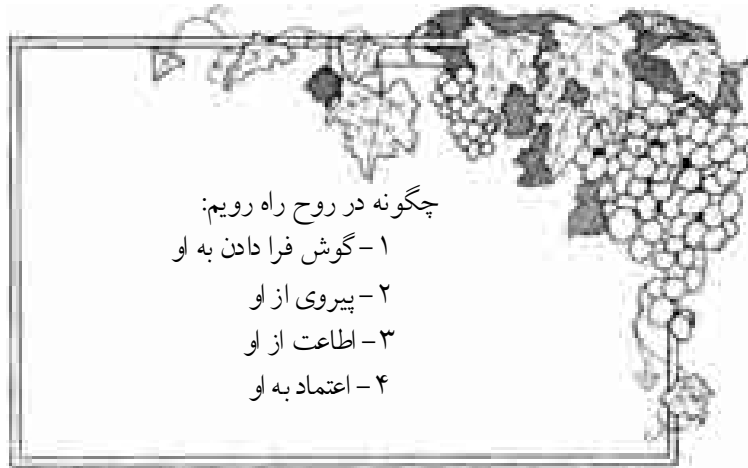 چگونه در روح راه رویم:
۱- گوش فرا دادن به او
۲- پیروی از او
۳- اطاعت از او
۴- اعتماد به او